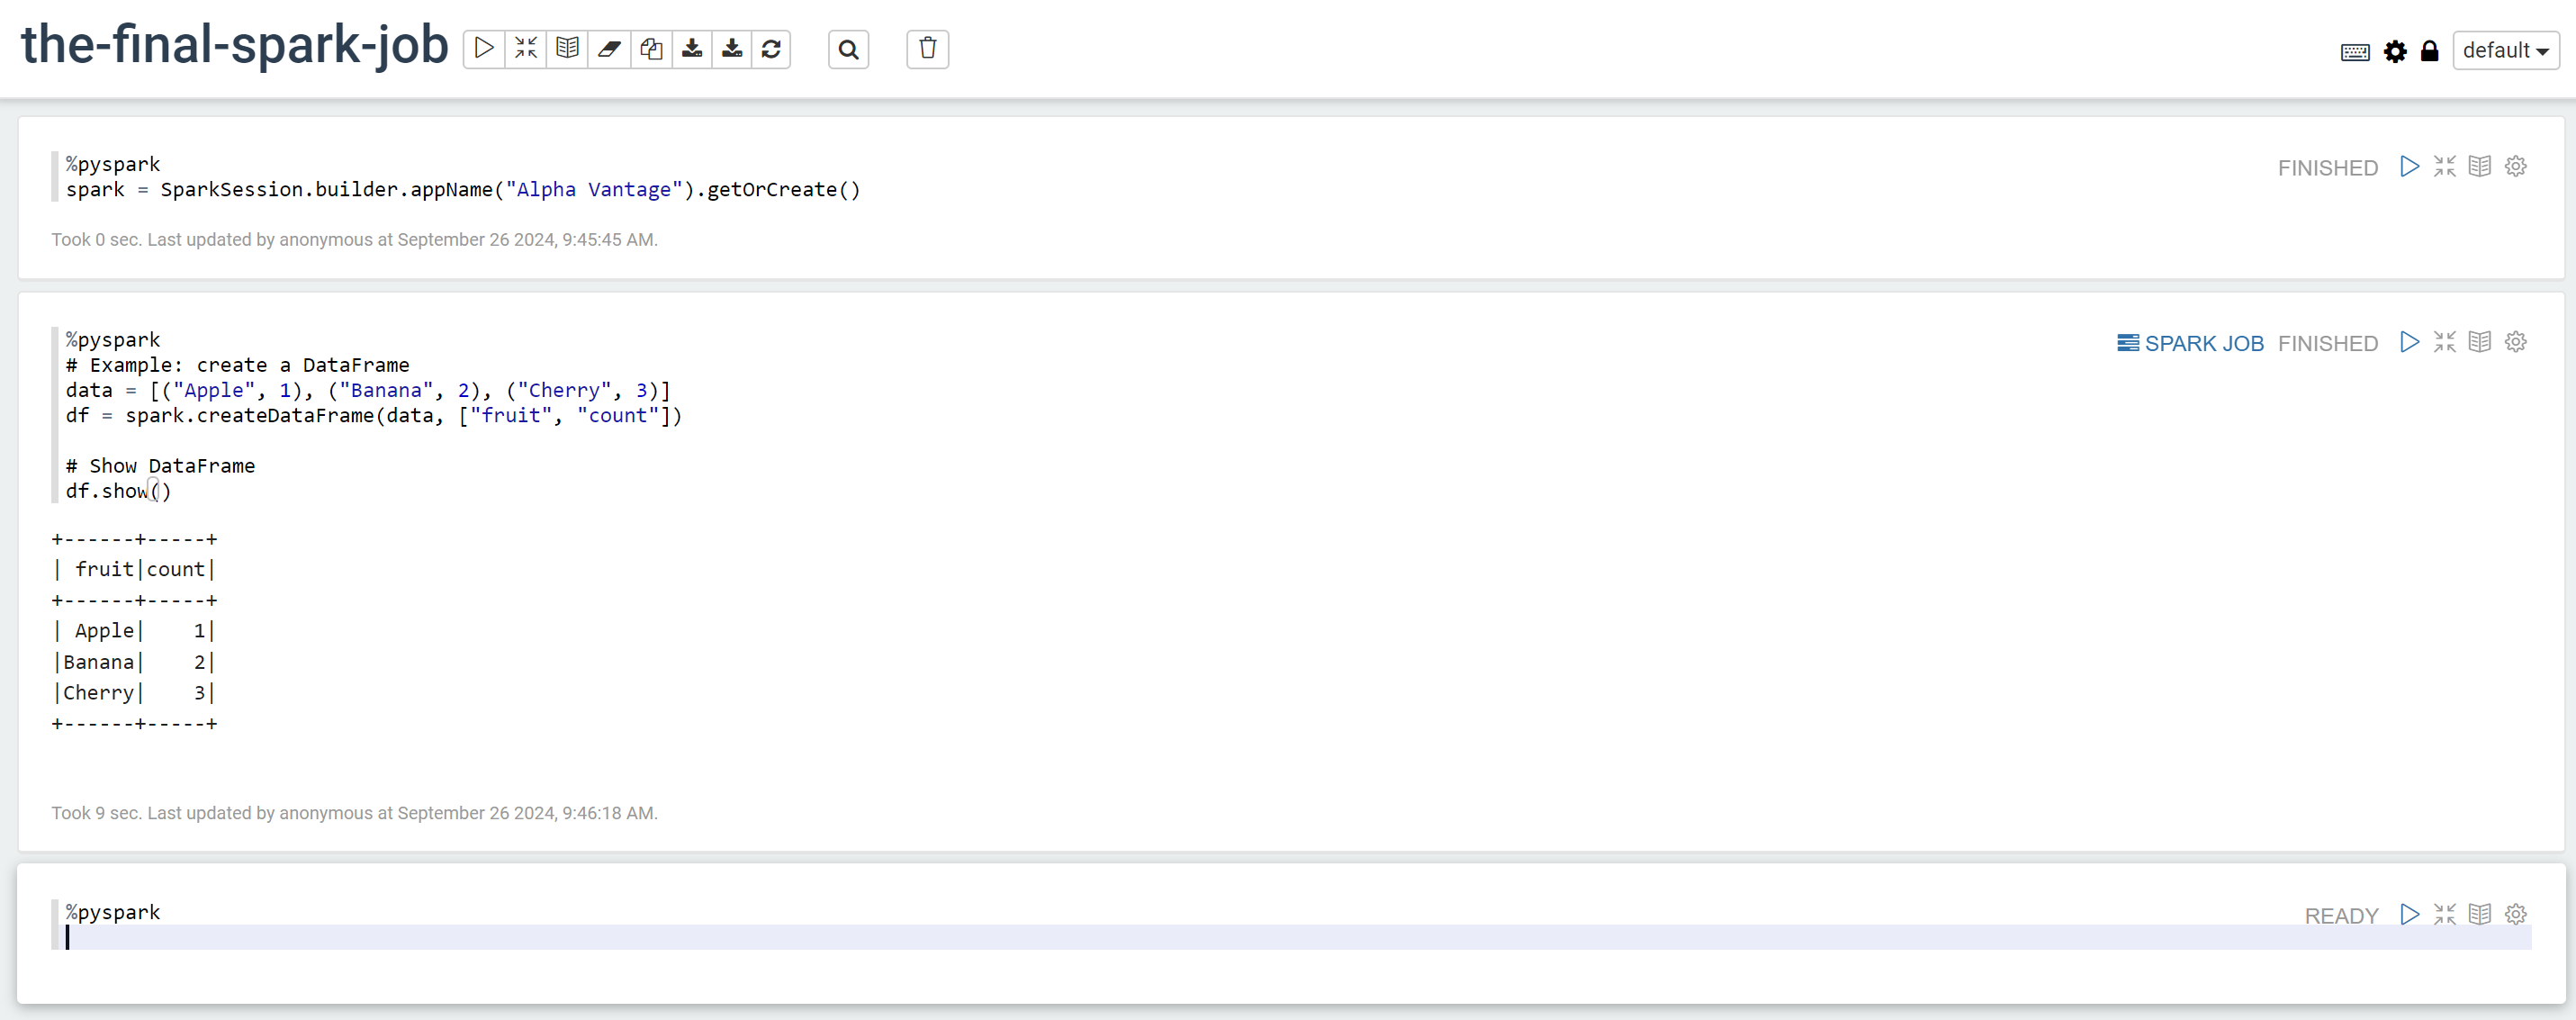 the-final-spark-job
default
%pyspark
spark = SparkSession.builder.appName("Alpha Vantage").getOrCreate()
FINISHED
Took 0 sec. Last updated by anonymous at September 26 2024, 9:45:45 AM.
%pyspark
# Example: create a DataFrame
data = [("Apple", 1), ("Banana", 2), ("Cherry", 3)]
df = spark.createDataFrame(data, ["fruit", "count"])
# Show DataFrame
df.show()
SPARK JOB FINISHED
+------+-----+
| fruit|count|
+------+-----+
| Apple|    1|
|Banana|    2|
|Cherry|    3|
+------+-----+
Took 9 sec. Last updated by anonymous at September 26 2024, 9:46:18 AM.
%pyspark
READY